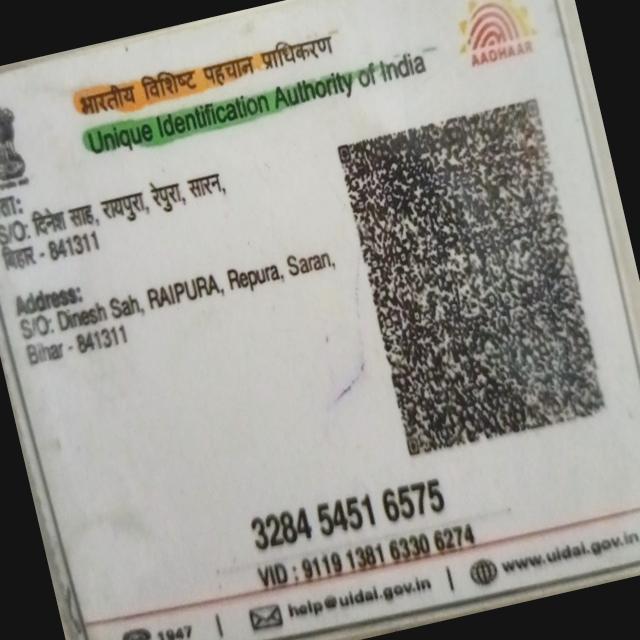 भारतीय विशिष्ट पहचान प्राधिकरण
Unique Identification Authority of India
AADHAAR
S/O: दिनेश साह, रायपुरा, रेपुरा, सारन,
बिहार - 841311
Address:
S/O: Dinesh Sah, RAIPURA, Repura, Saran,
Bihar - 841311
3284 5451 6575
VID : 9119 1381 6330 6274
1947 | help@uidai.gov.in | www.uidai.gov.in